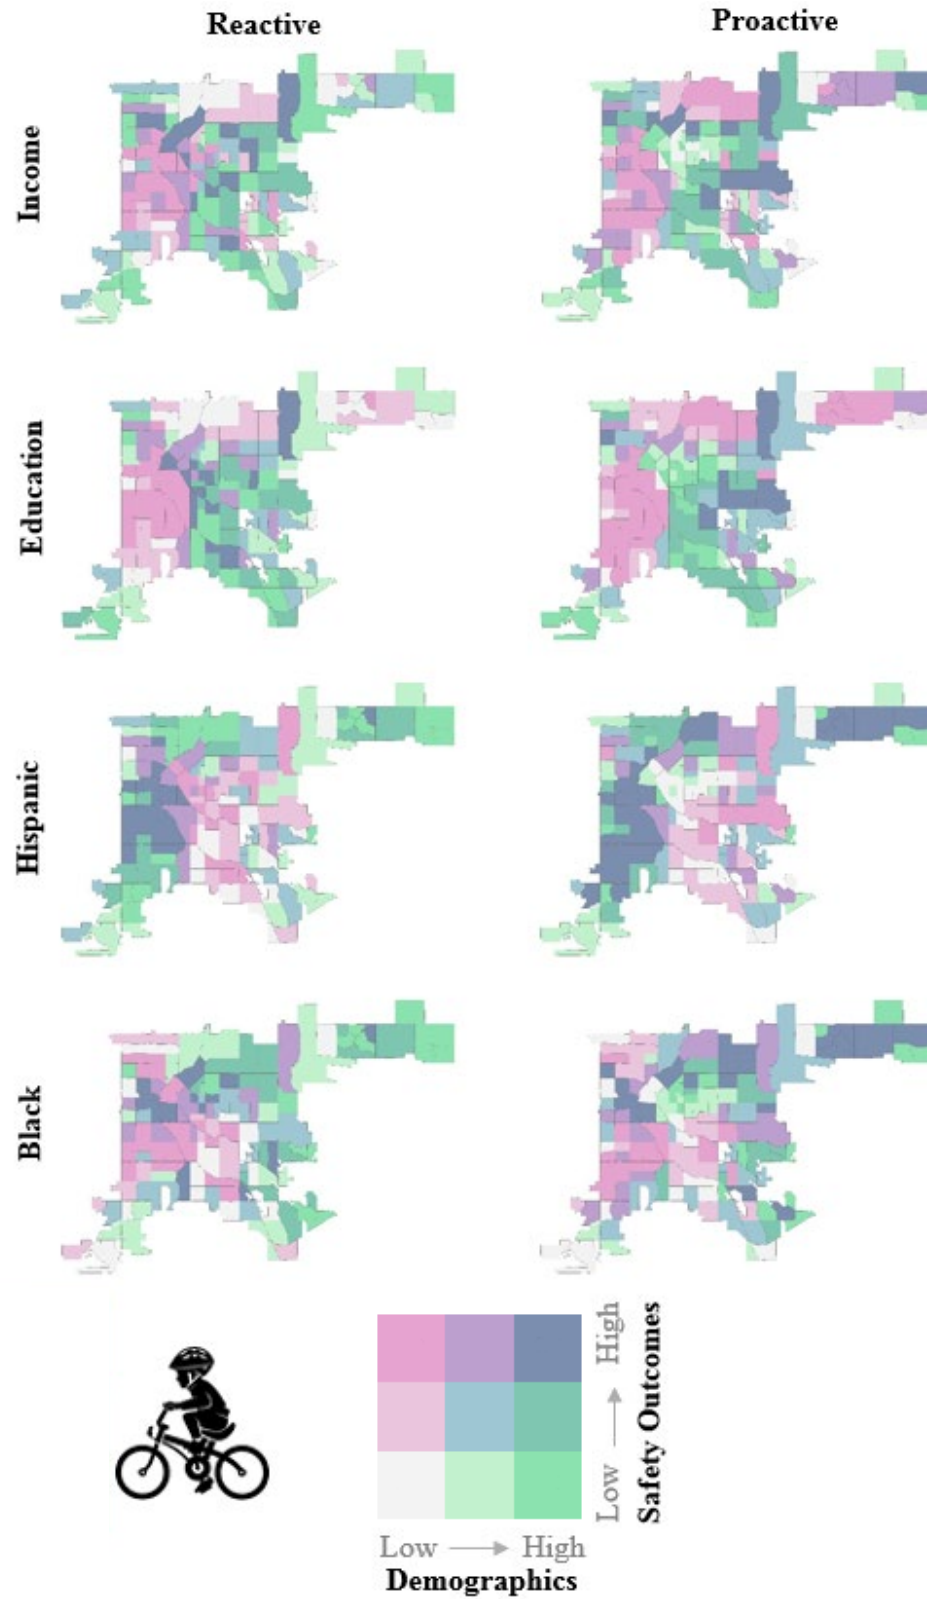 Reactive
Proactive
Income
Education
Hispanic
Black
High
Low
Safety Outcomes
Low
High
Demographics